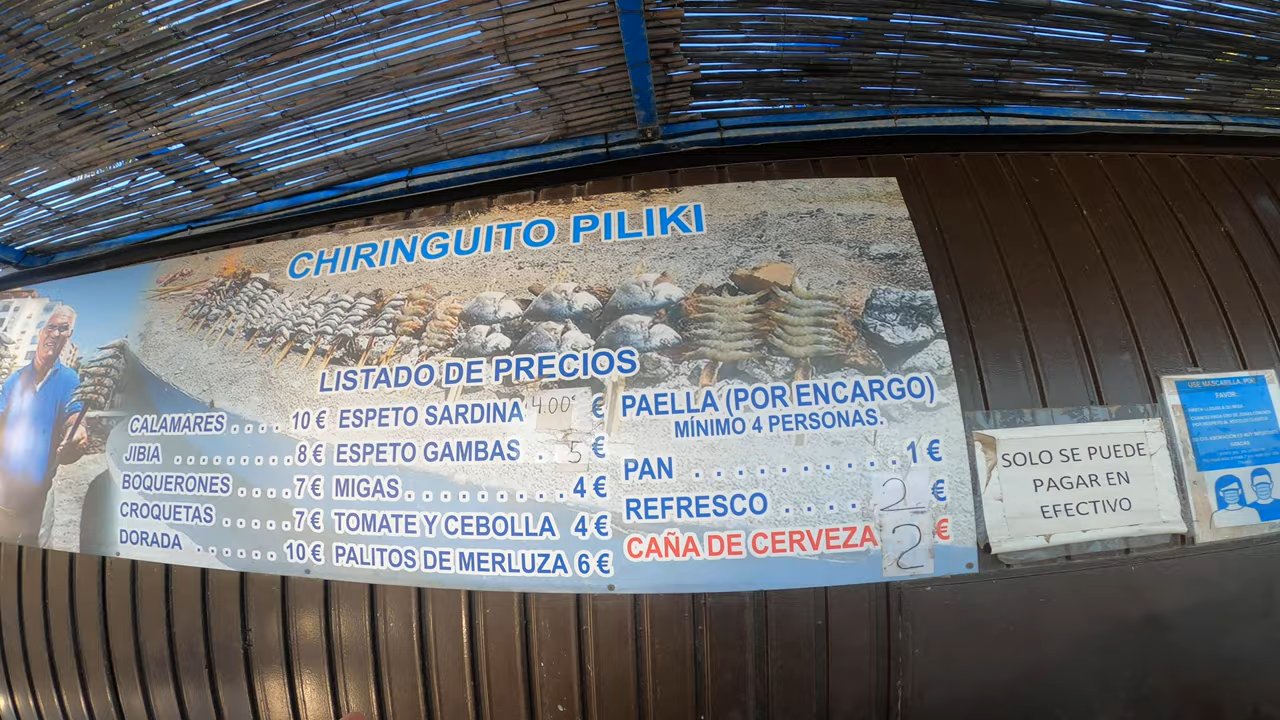 CHIRINGUITO PILIKI
LISTADO DE PRECIOS
CALAMARES .... 10 €
JIBIA ......... 8 €
BOQUERONES .... 7 €
CROQUETAS ..... 7 €
DORADA ...... 10 €
ESPETO SARDINA 4.00 €
ESPETO GAMBAS 5 €
MIGAS ........... 4 €
TOMATE Y CEBOLLA 4 €
PALITOS DE MERLUZA 6 €
PAELLA (POR ENCARGO)
MÍNIMO 4 PERSONAS.
PAN ........... 1 €
REFRESCO ..... 2 €
CAÑA DE CERVEZA 2 €
SOLO SE PUEDE
PAGAR EN
EFECTIVO
USE MASCARILLA, POR
FAVOR